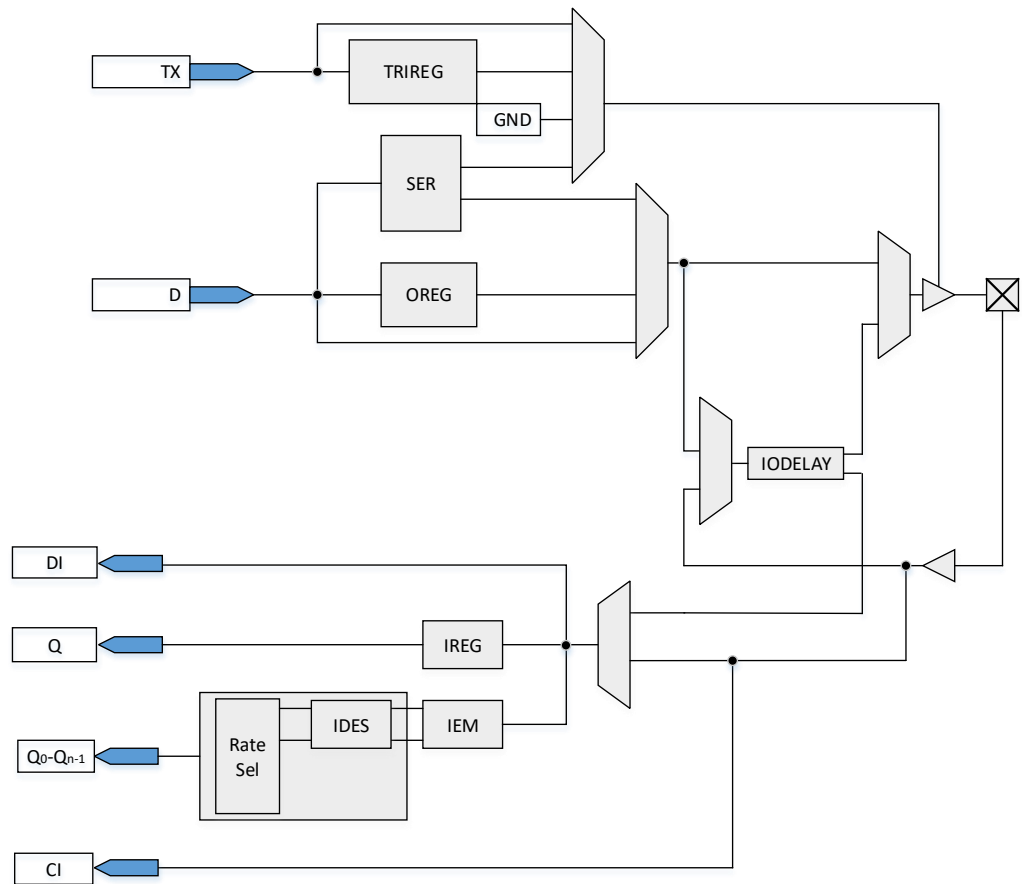 TX
TRIREG
GND
SER
D
OREG
IODELAY
DI
Q
IREG
Q0-Qn-1
Rate
Sel
IDES
IEM
CI